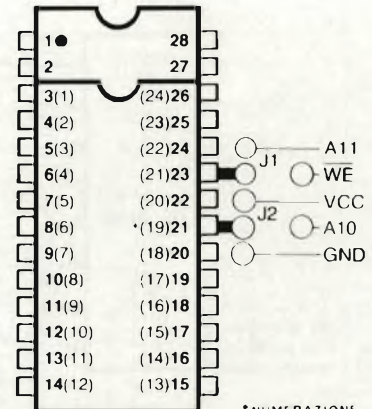 1 28
2 27
3(1) (24)26
4(2) (23)25
5(3) (22)24 A11
J1
6(4) (21)23 WE
7(5) (20)22 VCC
J2
8(6) *(19)21 A10
9(7) (18)20 GND
10(8) (17)19
11(9) (16)18
12(10) (15)17
13(11) (14)16
14(12) (13)15